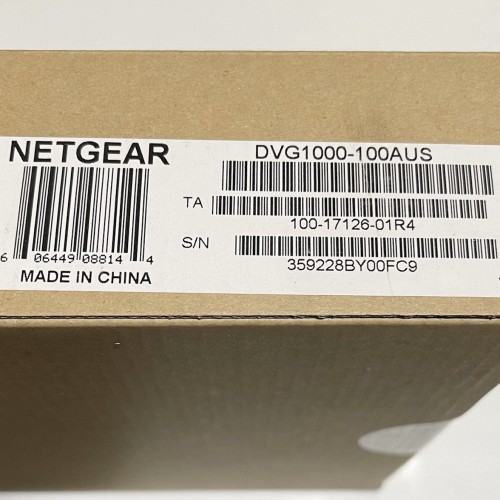 NETGEAR
6 06449 08814 4
MADE IN CHINA
DVG1000-100AUS
TA
100-17126-01R4
S/N
359228BY00FC9